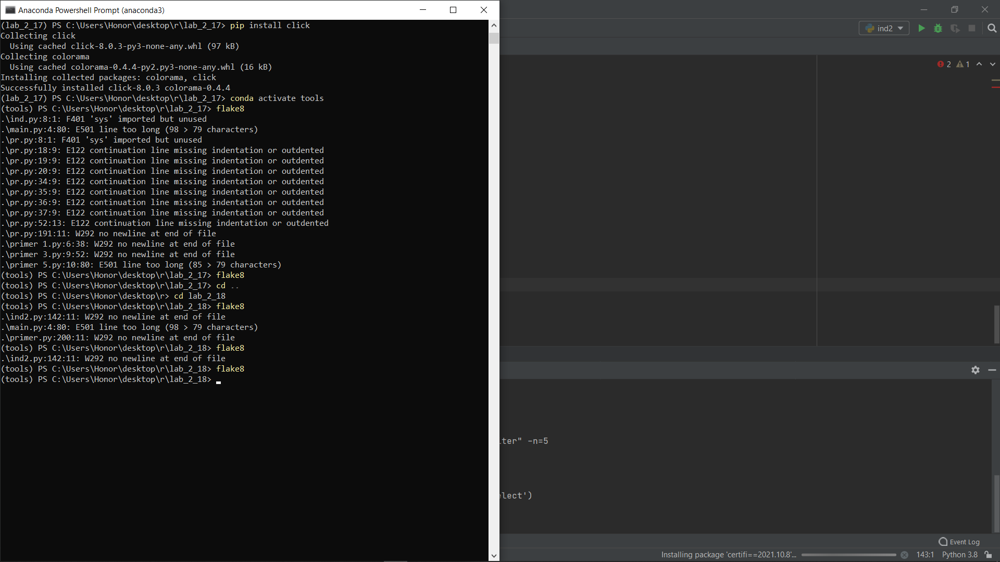 Anaconda Powershell Prompt (anaconda3)
(lab_2_17) PS C:\Users\Honor\desktop\r\lab_2_17> pip install click
Collecting click
  Using cached click-8.0.3-py3-none-any.whl (97 kB)
Collecting colorama
  Using cached colorama-0.4.4-py2.py3-none-any.whl (16 kB)
Installing collected packages: colorama, click
Successfully installed click-8.0.3 colorama-0.4.4
(lab_2_17) PS C:\Users\Honor\desktop\r\lab_2_17> conda activate tools
(tools) PS C:\Users\Honor\desktop\r\lab_2_17> flake8
.\ind.py:8:1: F401 'sys' imported but unused
.\main.py:4:80: E501 line too long (98 > 79 characters)
.\pr.py:8:1: F401 'sys' imported but unused
.\pr.py:18:9: E122 continuation line missing indentation or outdented
.\pr.py:19:9: E122 continuation line missing indentation or outdented
.\pr.py:20:9: E122 continuation line missing indentation or outdented
.\pr.py:34:9: E122 continuation line missing indentation or outdented
.\pr.py:35:9: E122 continuation line missing indentation or outdented
.\pr.py:36:9: E122 continuation line missing indentation or outdented
.\pr.py:37:9: E122 continuation line missing indentation or outdented
.\pr.py:52:13: E122 continuation line missing indentation or outdented
.\pr.py:191:11: W292 no newline at end of file
.\primer 1.py:6:38: W292 no newline at end of file
.\primer 3.py:9:52: W292 no newline at end of file
.\primer 5.py:10:80: E501 line too long (85 > 79 characters)
(tools) PS C:\Users\Honor\desktop\r\lab_2_17> flake8
(tools) PS C:\Users\Honor\desktop\r\lab_2_17> cd ..
(tools) PS C:\Users\Honor\desktop\r> cd lab_2_18
(tools) PS C:\Users\Honor\desktop\r\lab_2_18> flake8
.\ind2.py:142:11: W292 no newline at end of file
.\main.py:4:80: E501 line too long (98 > 79 characters)
.\primer.py:200:11: W292 no newline at end of file
(tools) PS C:\Users\Honor\desktop\r\lab_2_18> flake8
.\ind2.py:142:11: W292 no newline at end of file
(tools) PS C:\Users\Honor\desktop\r\lab_2_18> flake8
(tools) PS C:\Users\Honor\desktop\r\lab_2_18>
ind2
2 1
ter" -n=5
elect')
Event Log
Installing package 'certifi==2021.10.8'... 143:1 Python 3.8